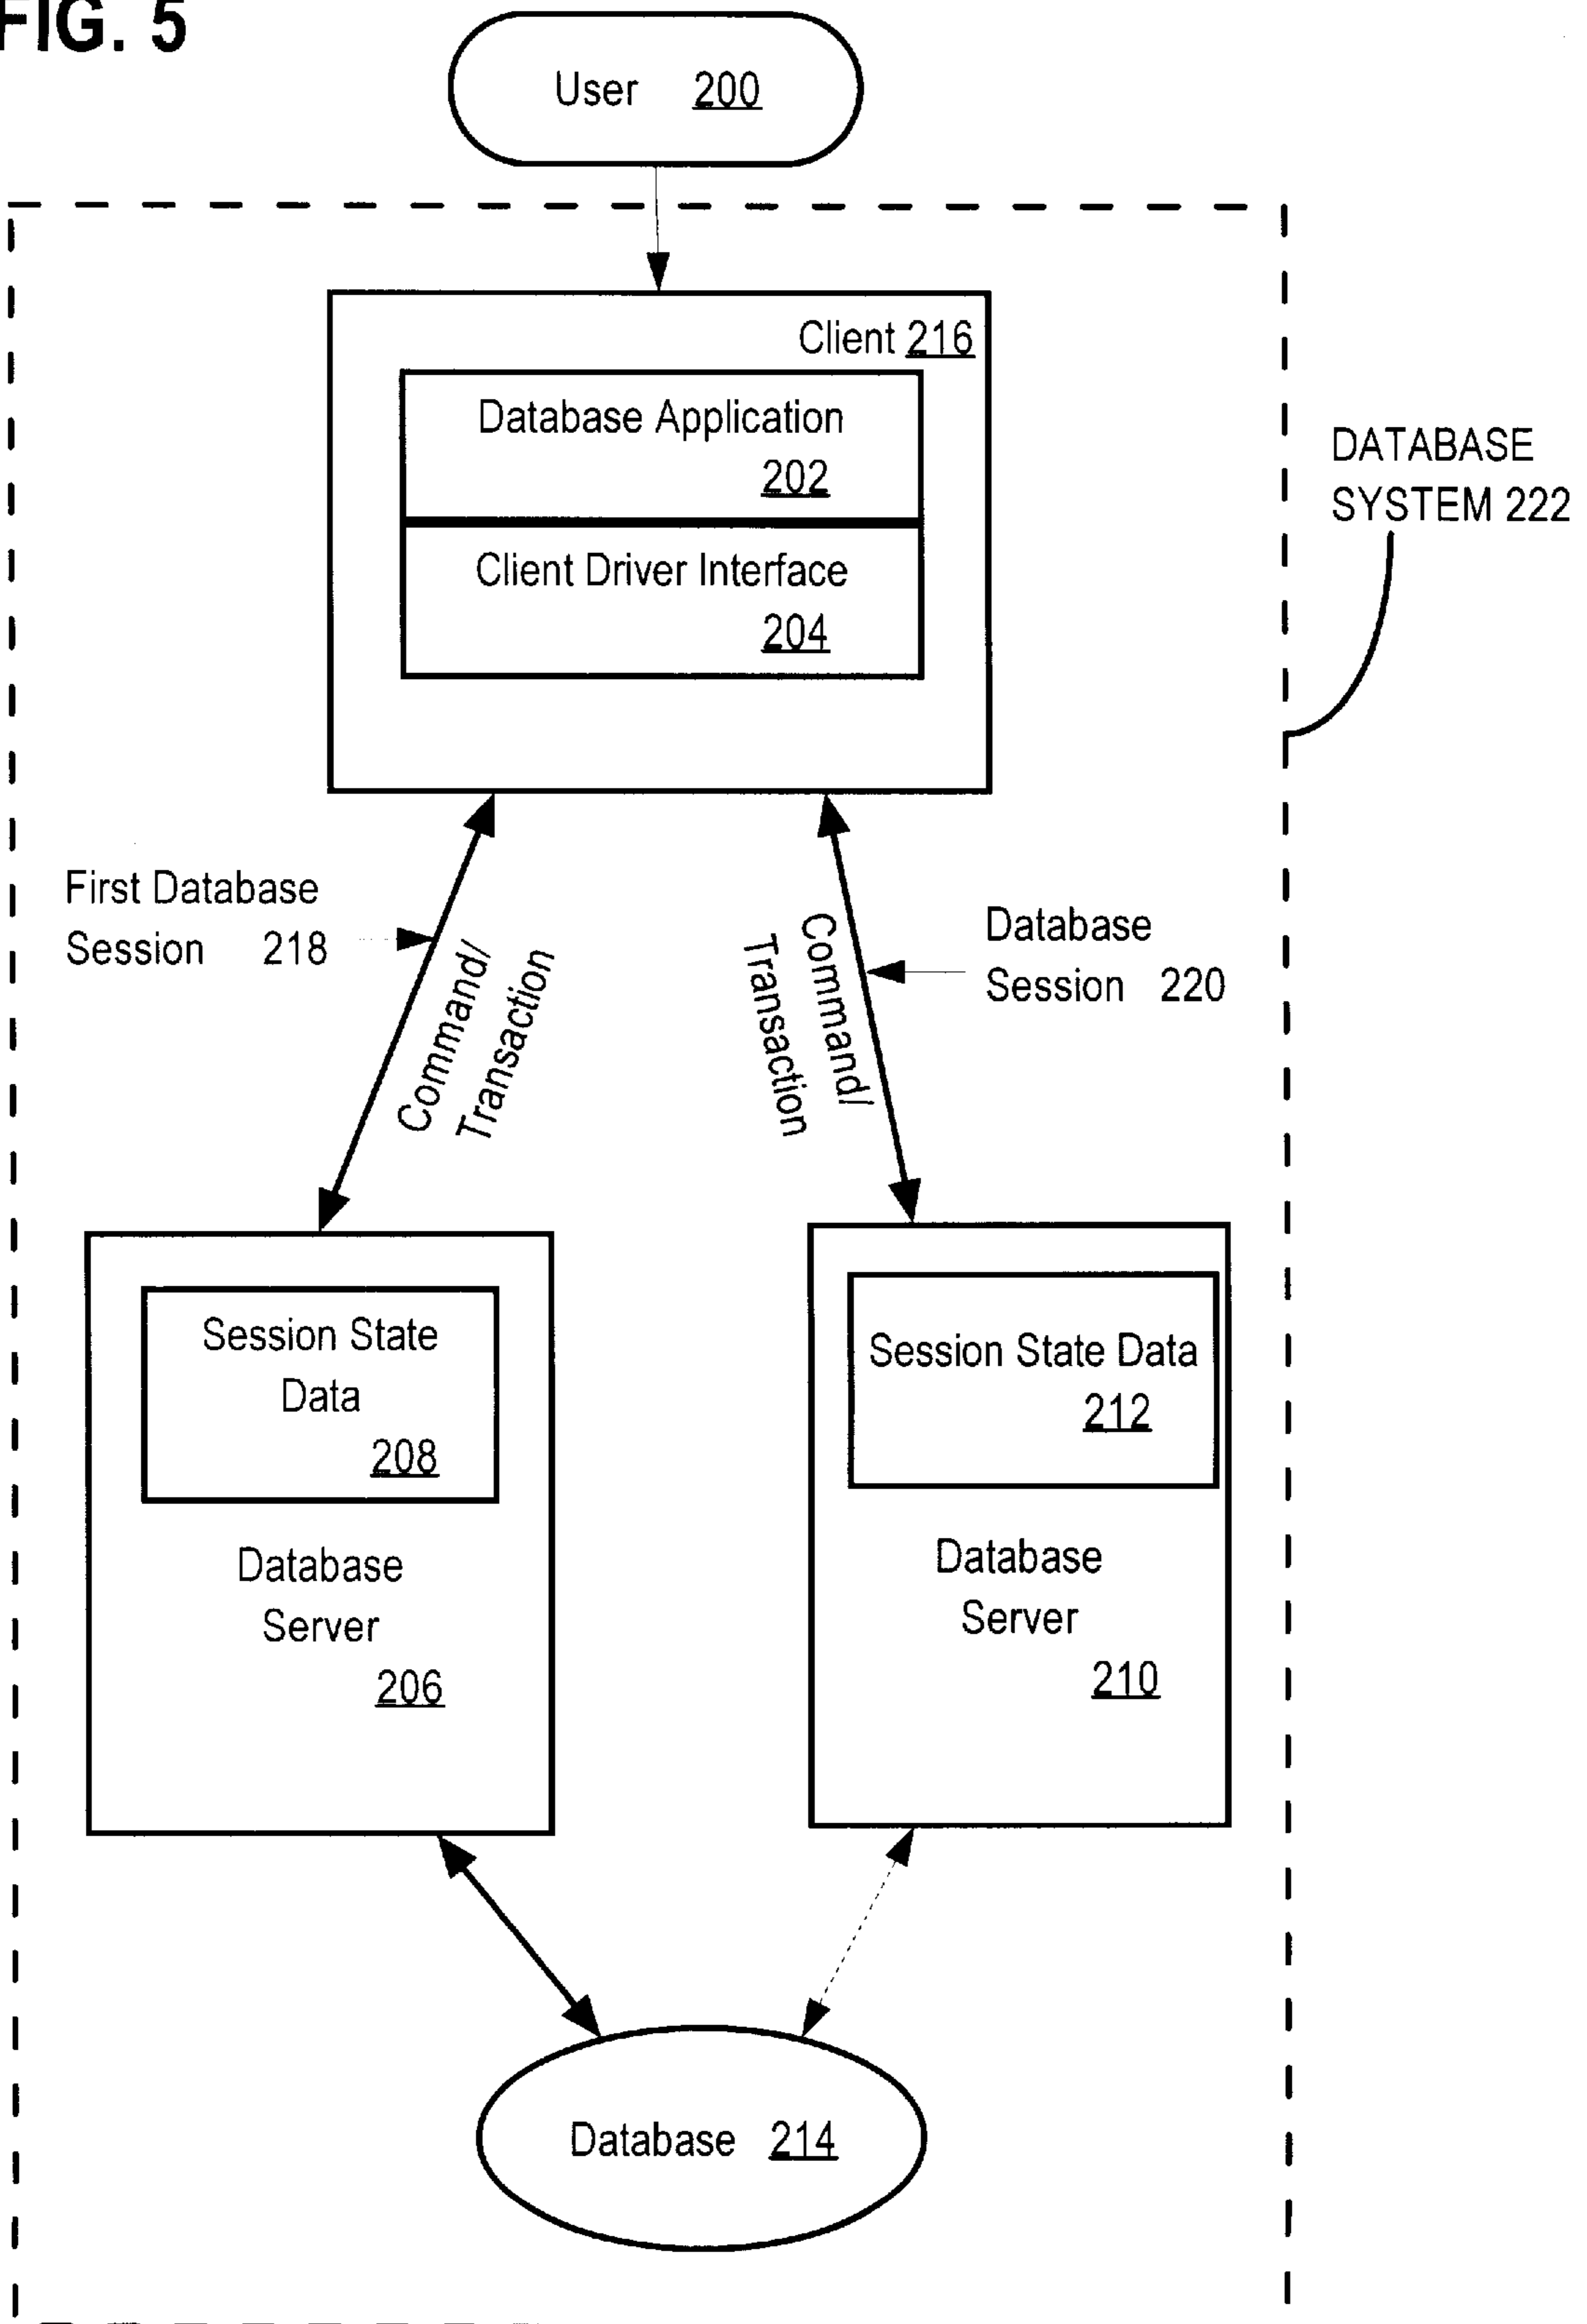 FIG. 5
User 200
Client 216
Database Application
202
Client Driver Interface
204
DATABASE
SYSTEM 222
First Database
Session 218
Command/
Transaction
Command/
Transaction
Database
Session 220
Session State
Data
208
Database
Server
206
Session State Data
212
Database
Server
210
Database 214